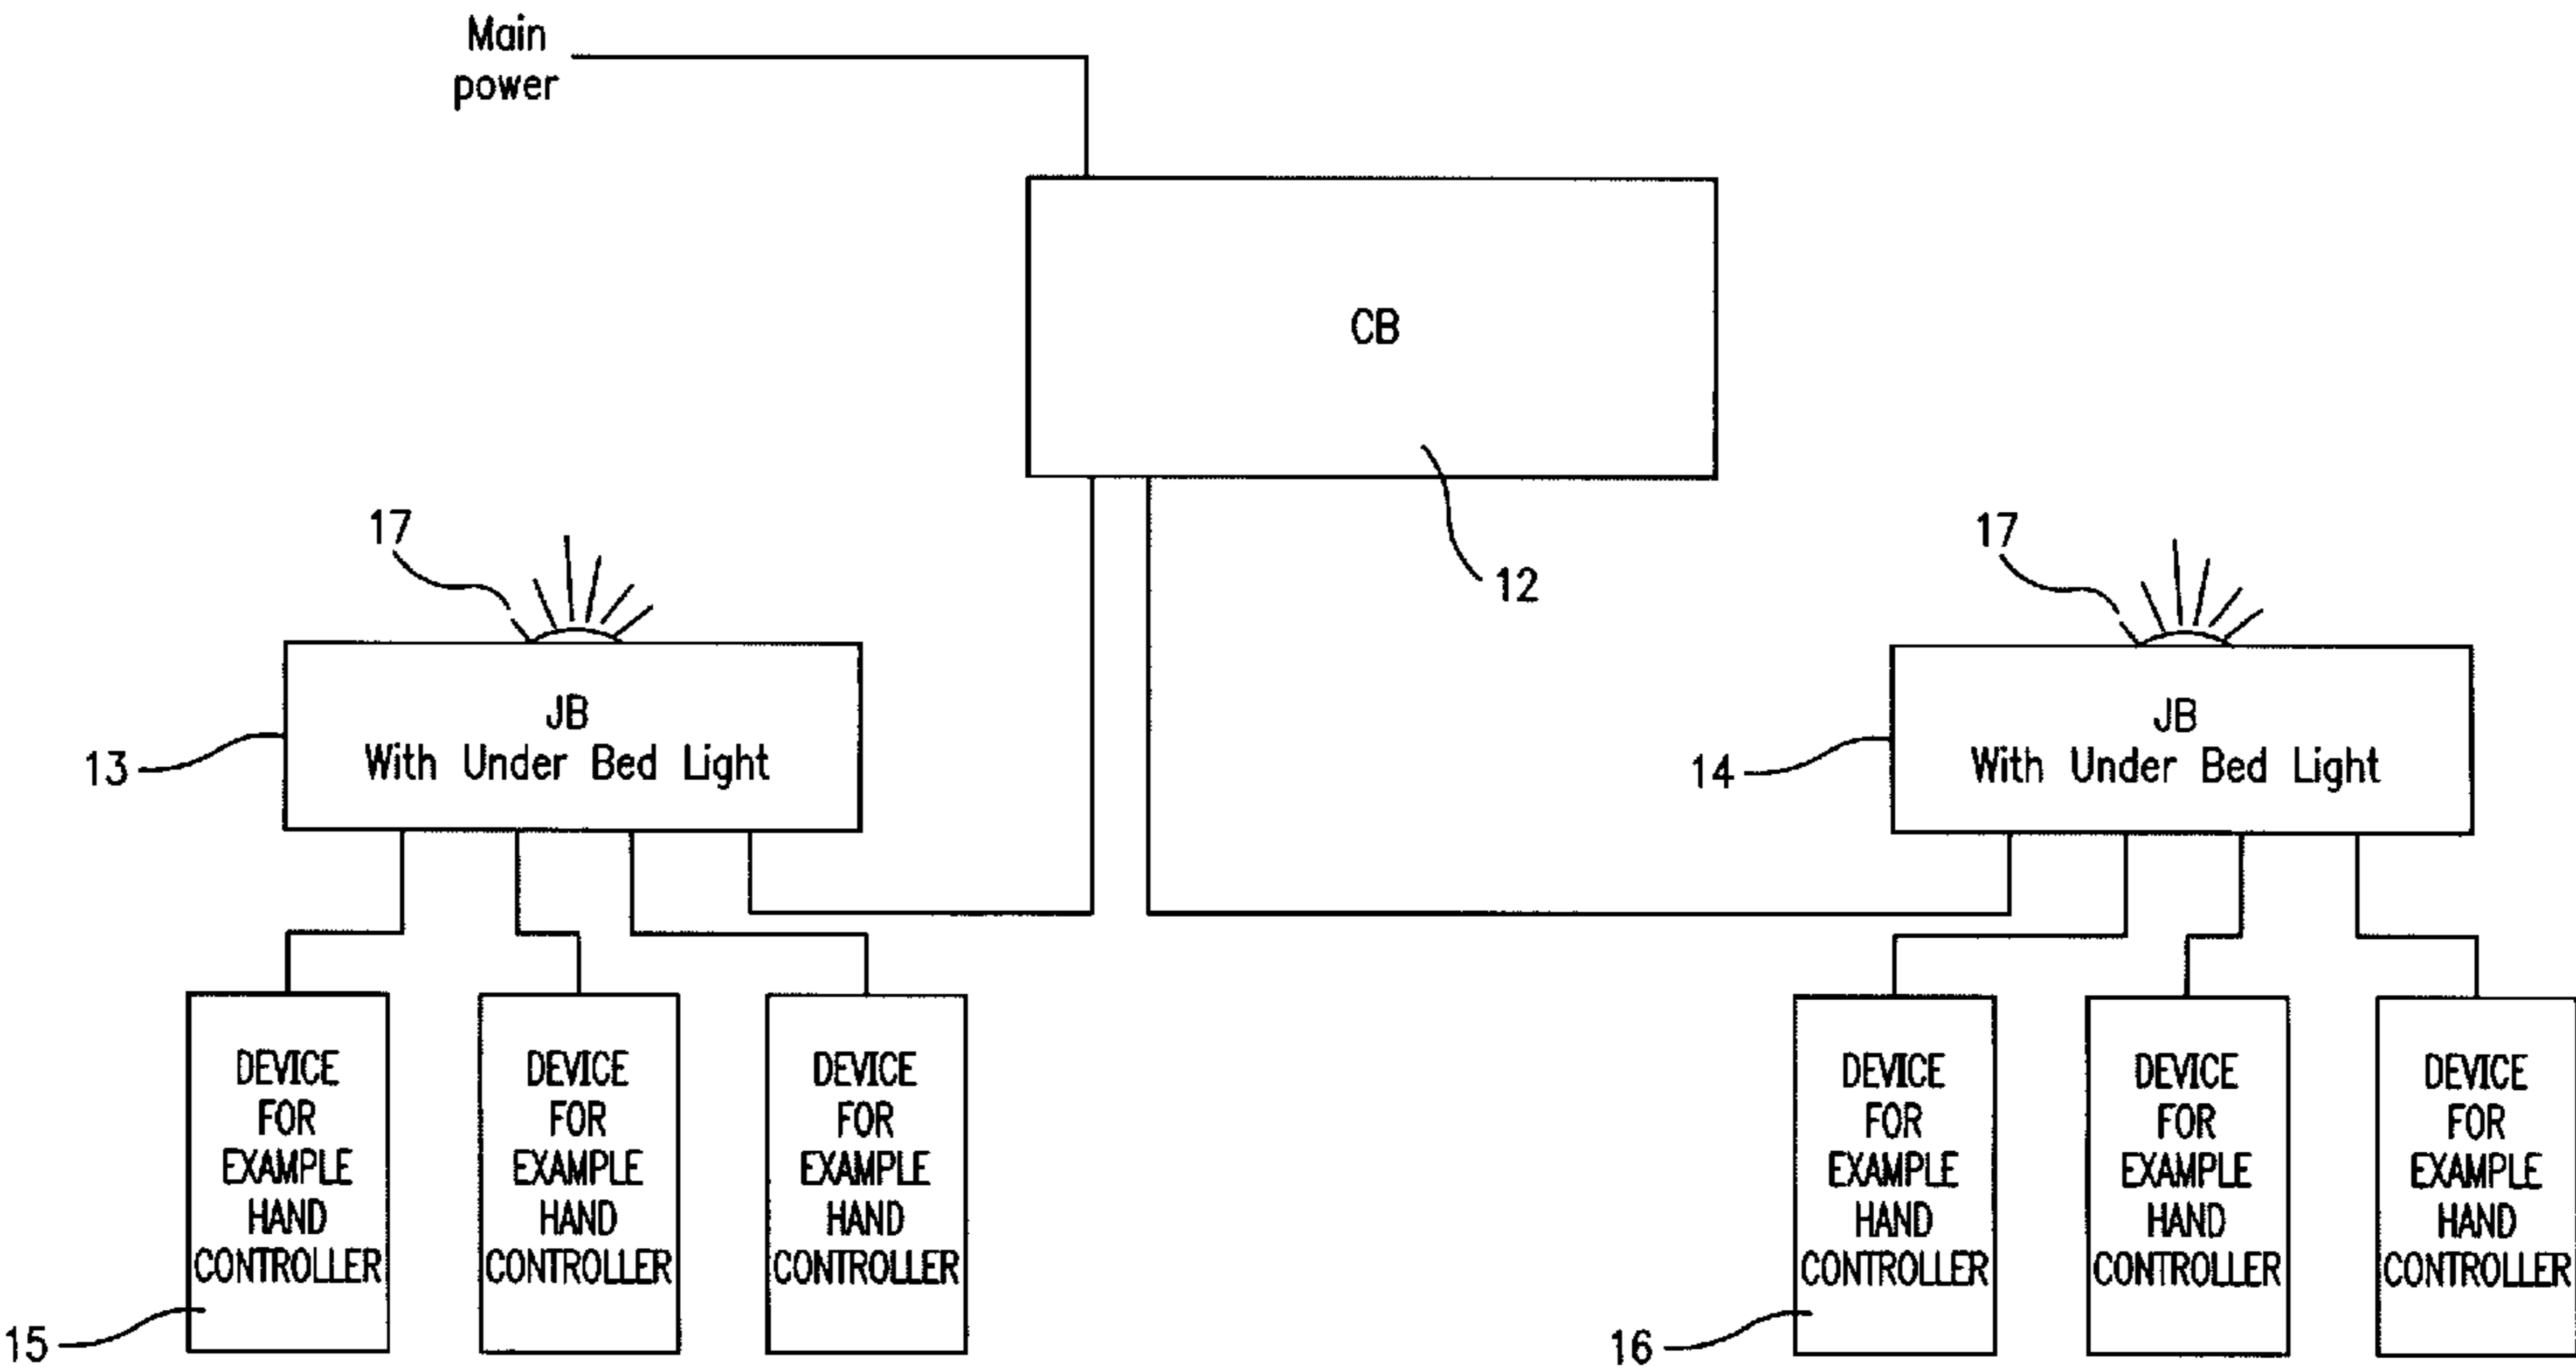 Main
power
CB
12
17
17
JB
With Under Bed Light
13
JB
With Under Bed Light
14
DEVICE
FOR
EXAMPLE
HAND
CONTROLLER
15
DEVICE
FOR
EXAMPLE
HAND
CONTROLLER
DEVICE
FOR
EXAMPLE
HAND
CONTROLLER
DEVICE
FOR
EXAMPLE
HAND
CONTROLLER
16
DEVICE
FOR
EXAMPLE
HAND
CONTROLLER
DEVICE
FOR
EXAMPLE
HAND
CONTROLLER